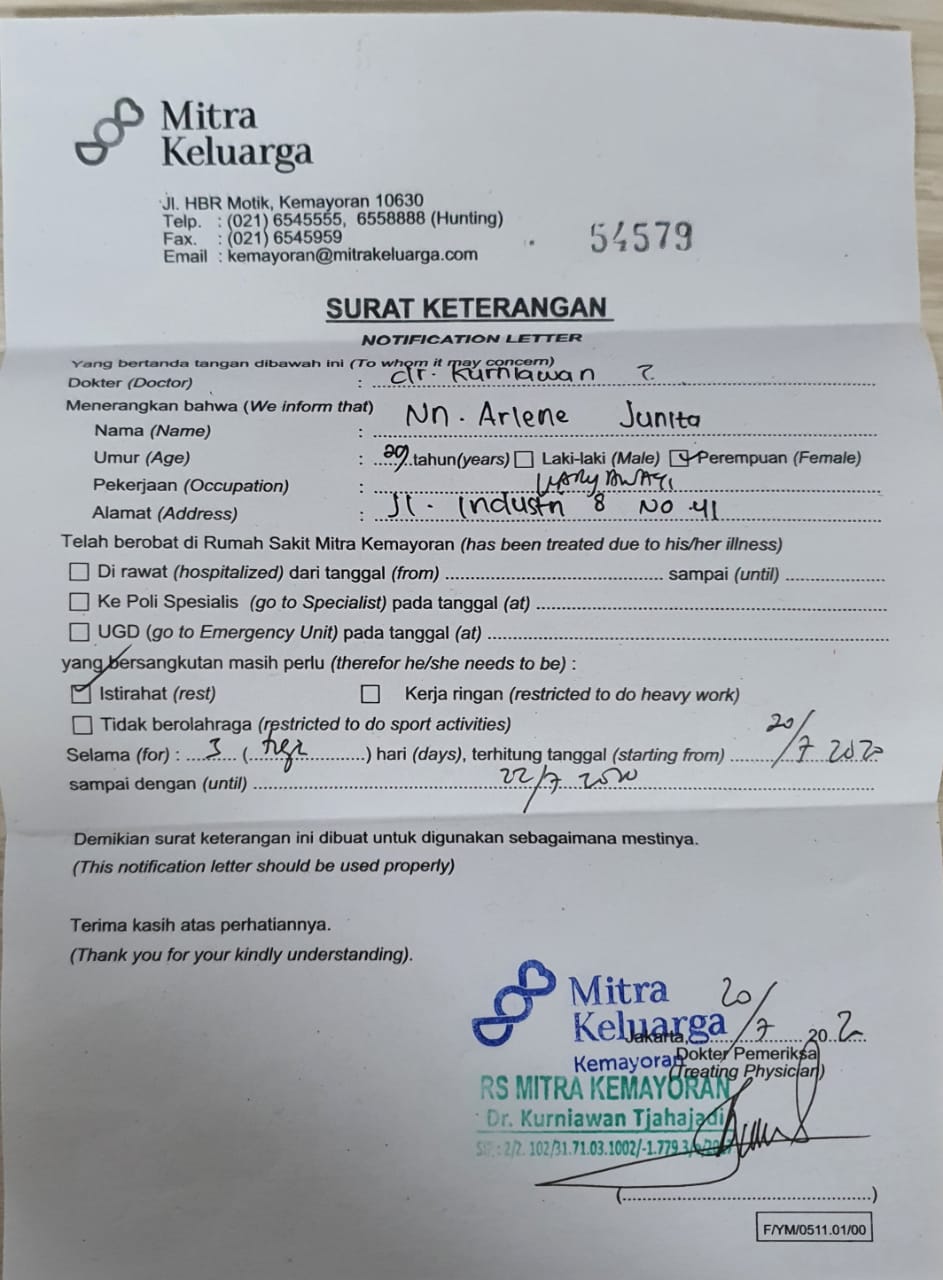 Mitra
Keluarga
Jl. HBR Motik, Kemayoran 10630
Telp. : (021) 6545555, 6558888 (Hunting)
Fax. : (021) 6545959
Email : kemayoran@mitrakeluarga.com
54579
SURAT KETERANGAN
NOTIFICATION LETTER
Yang bertanda tangan dibawah ini (To whom it may concern)
Dokter (Doctor) : dr. Kurniawan T.
Menerangkan bahwa (We inform that)
Nama (Name) : Nn. Arlene Junita
Umur (Age) : 29 tahun(years) Laki-laki (Male) Perempuan (Female)
Pekerjaan (Occupation) : KARYAWATI
Alamat (Address) : Jl. Industri 8 No 41
Telah berobat di Rumah Sakit Mitra Kemayoran (has been treated due to his/her illness)
Di rawat (hospitalized) dari tanggal (from) sampai (until)
Ke Poli Spesialis (go to Specialist) pada tanggal (at)
UGD (go to Emergency Unit) pada tanggal (at)
yang bersangkutan masih perlu (therefor he/she needs to be) :
Istirahat (rest) Kerja ringan (restricted to do heavy work)
Tidak berolahraga (restricted to do sport activities)
Selama (for) : 3 (tiga) hari (days), terhitung tanggal (starting from) 20/7 2020
sampai dengan (until) 22/7 2020
Demikian surat keterangan ini dibuat untuk digunakan sebagaimana mestinya.
(This notification letter should be used properly)
Terima kasih atas perhatiannya.
(Thank you for your kindly understanding).
Mitra
Keluarga
Kemayoran
Jakarta, 20/7 20 2
Dokter Pemeriksa
(Treating Physician)
RS MITRA KEMAYORAN
Dr. Kurniawan Tjahajadi
SIP.: 2/2. 102/31.71.03.1002/-1.779.3
(                    )
F/YM/0511.01/00